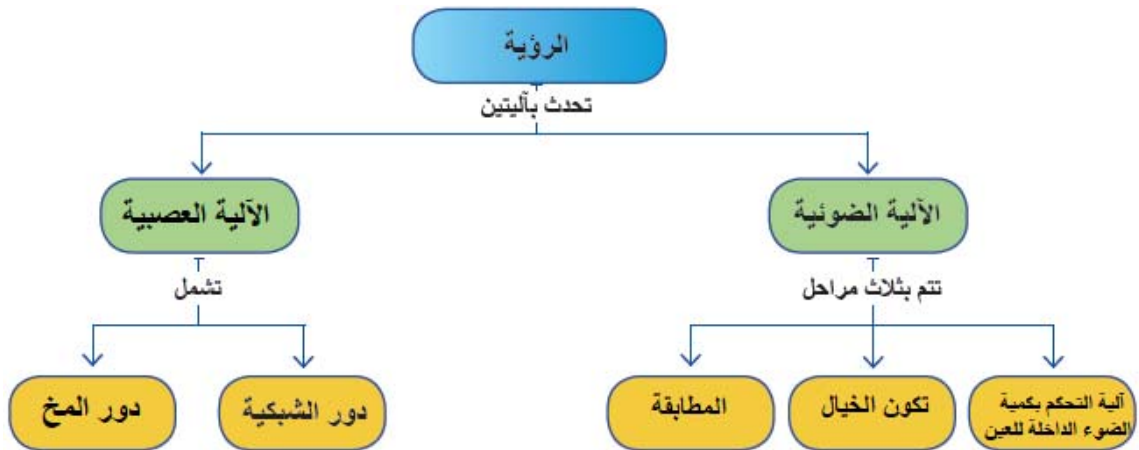 الرؤية
تحدث بآليتين
الآلية الضوئية
الآلية العصبية
تتم بثلاث مراحل
تشمل
آلية التحكم بكمية
الضوء الداخلة للعين
تكون الخيال
المطابقة
دور الشبكية
دور المخ